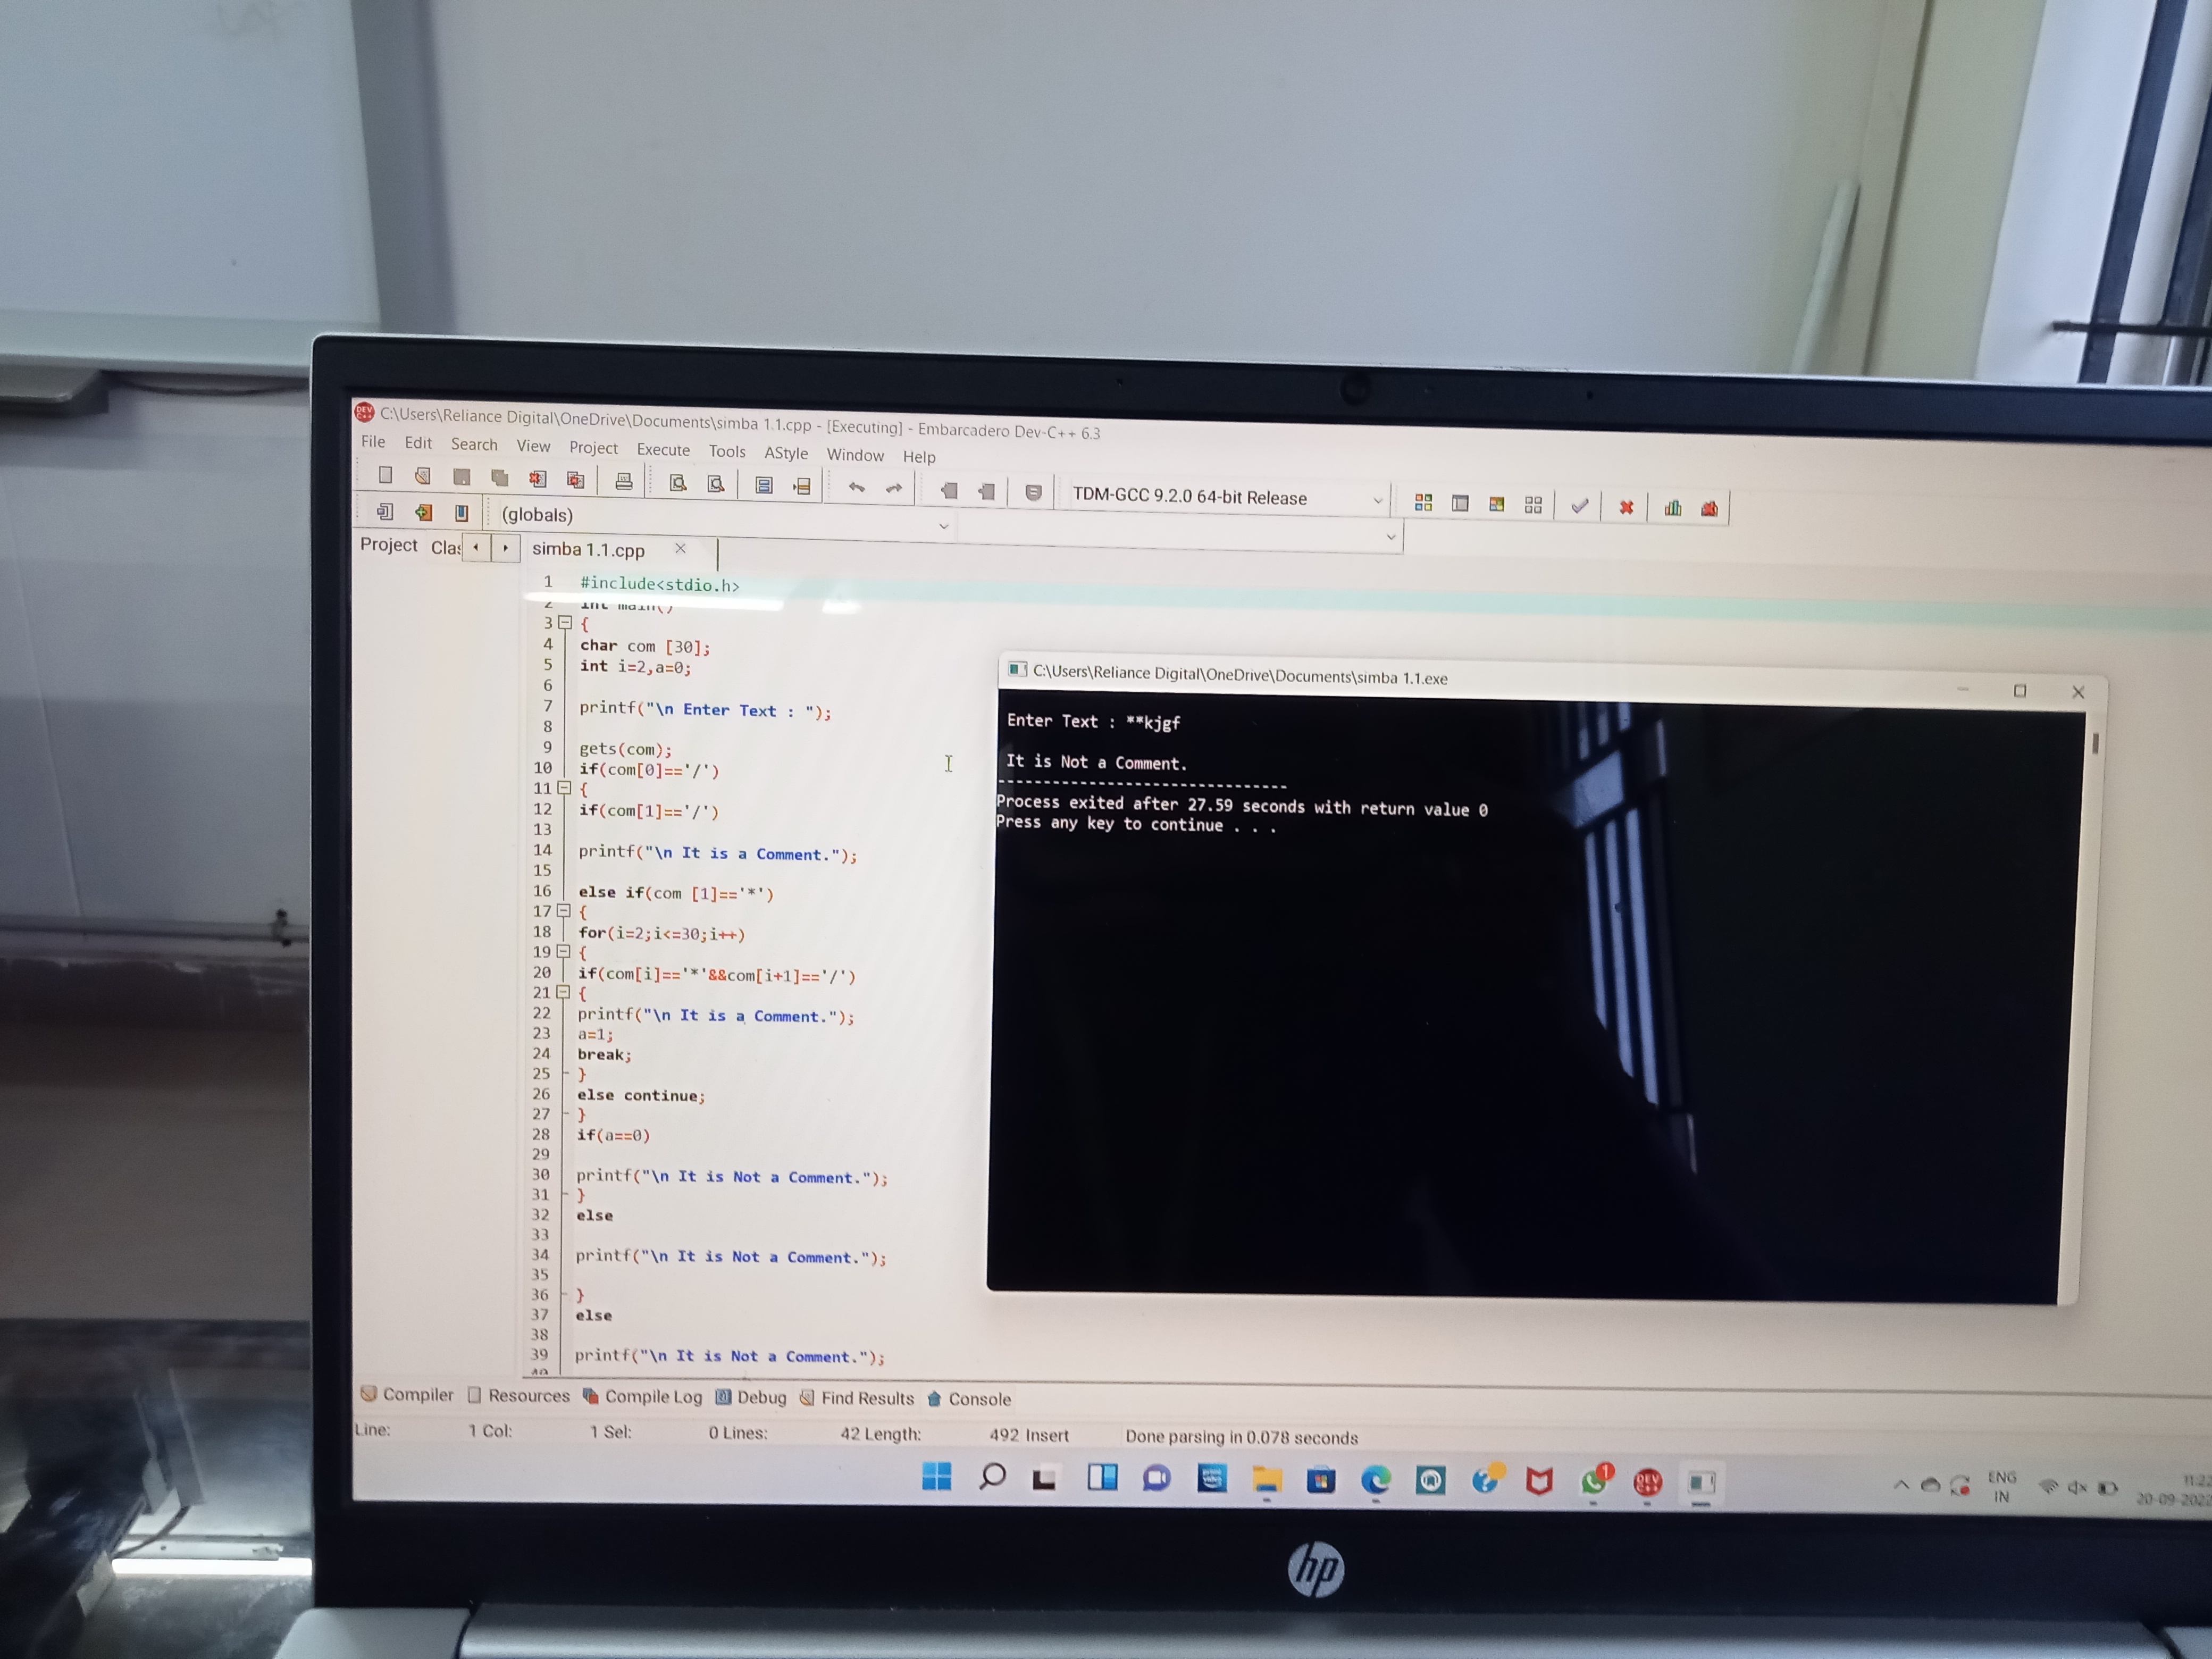 C:\Users\Reliance Digital\OneDrive\Documents\simba 1.1.cpp - [Executing] - Embarcadero Dev-C++ 6.3
File Edit Search View Project Execute Tools AStyle Window Help
TDM-GCC 9.2.0 64-bit Release
(globals)
Project Clas simba 1.1.cpp
1 #include<stdio.h>
2 int main()
3 {
4 char com [30];
5 int i=2,a=0;
6
7 printf("\n Enter Text : ");
8
9 gets(com);
10 if(com[0]=='/')
11 {
12 if(com[1]=='/')
13
14 printf("\n It is a Comment.");
15
16 else if(com [1]=='*')
17 {
18 for(i=2;i<=30;i++)
19 {
20 if(com[i]=='*'&&com[i+1]=='/')
21 {
22 printf("\n It is a Comment.");
23 a=1;
24 break;
25 }
26 else continue;
27 }
28 if(a==0)
29
30 printf("\n It is Not a Comment.");
31 }
32 else
33
34 printf("\n It is Not a Comment.");
35
36 }
37 else
38
39 printf("\n It is Not a Comment.");
40
C:\Users\Reliance Digital\OneDrive\Documents\simba 1.1.exe
Enter Text : **kjgf
It is Not a Comment.
--------------------------------
Process exited after 27.59 seconds with return value 0
Press any key to continue . . .
Compiler Resources Compile Log Debug Find Results Console
Line: 1 Col: 1 Sel: 0 Lines: 42 Length: 492 Insert Done parsing in 0.078 seconds
prime video
DEV C++
1
ENG
IN
11:22
20-09-2022
hp